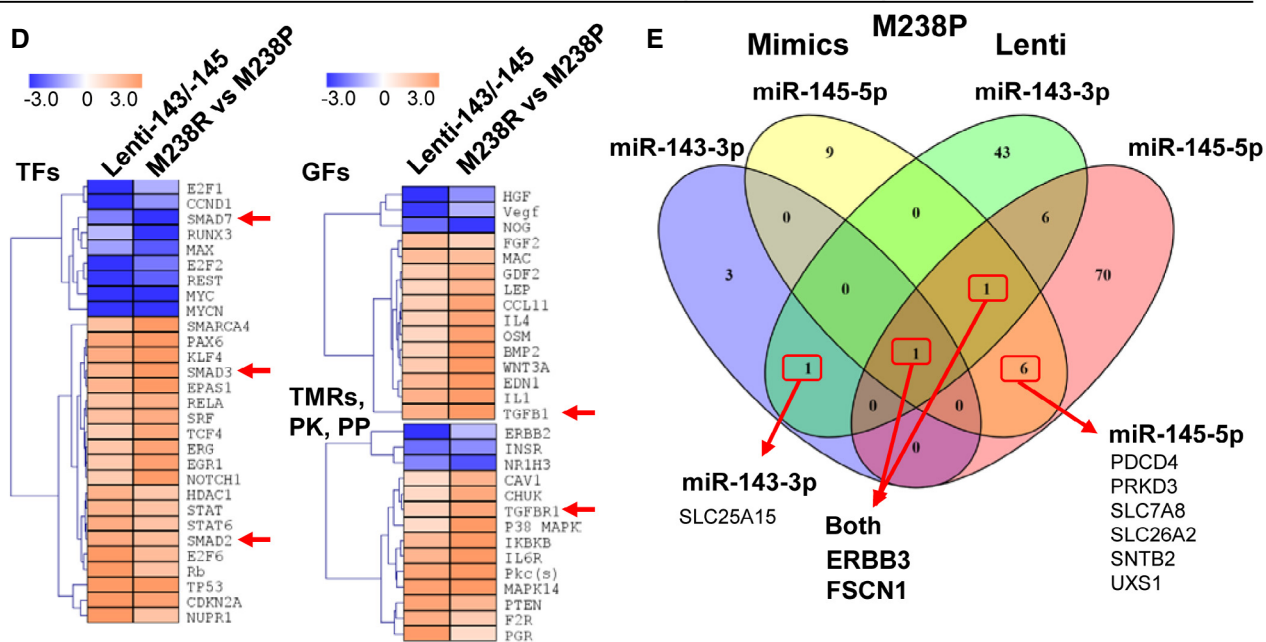 D
-3.0 0 3.0
Lenti-143/-145
M238R vs M238P
TFs
E2F1
CCND1
SMAD7
RUNX3
MAX
E2F2
REST
MYC
MYCN
SMARCA4
PAX6
KLF4
SMAD3
EPAS1
RELA
SRF
TCF4
ERG
EGR1
NOTCH1
HDAC1
STAT
STAT6
SMAD2
E2F6
Rb
TP53
CDKN2A
NUPR1
-3.0 0 3.0
Lenti-143/-145
M238R vs M238P
GFs
HGF
Vegf
NOG
FGF2
MAC
GDF2
LEP
CCL11
IL4
OSM
BMP2
WNT3A
EDN1
IL1
TGFB1
TMRs,
PK, PP
ERBB2
INSR
NR1H3
CAV1
CHUK
TGFBR1
P38 MAPK
IKBKB
IL6R
Pkc(s)
MAPK14
PTEN
F2R
PGR
E
M238P
Mimics Lenti
miR-145-5p miR-143-3p
miR-143-3p miR-145-5p
9 43
0 0 6
3 0 1 70
1 1 6
0 0
0
miR-143-3p
SLC25A15
Both
ERBB3
FSCN1
miR-145-5p
PDCD4
PRKD3
SLC7A8
SLC26A2
SNTB2
UXS1